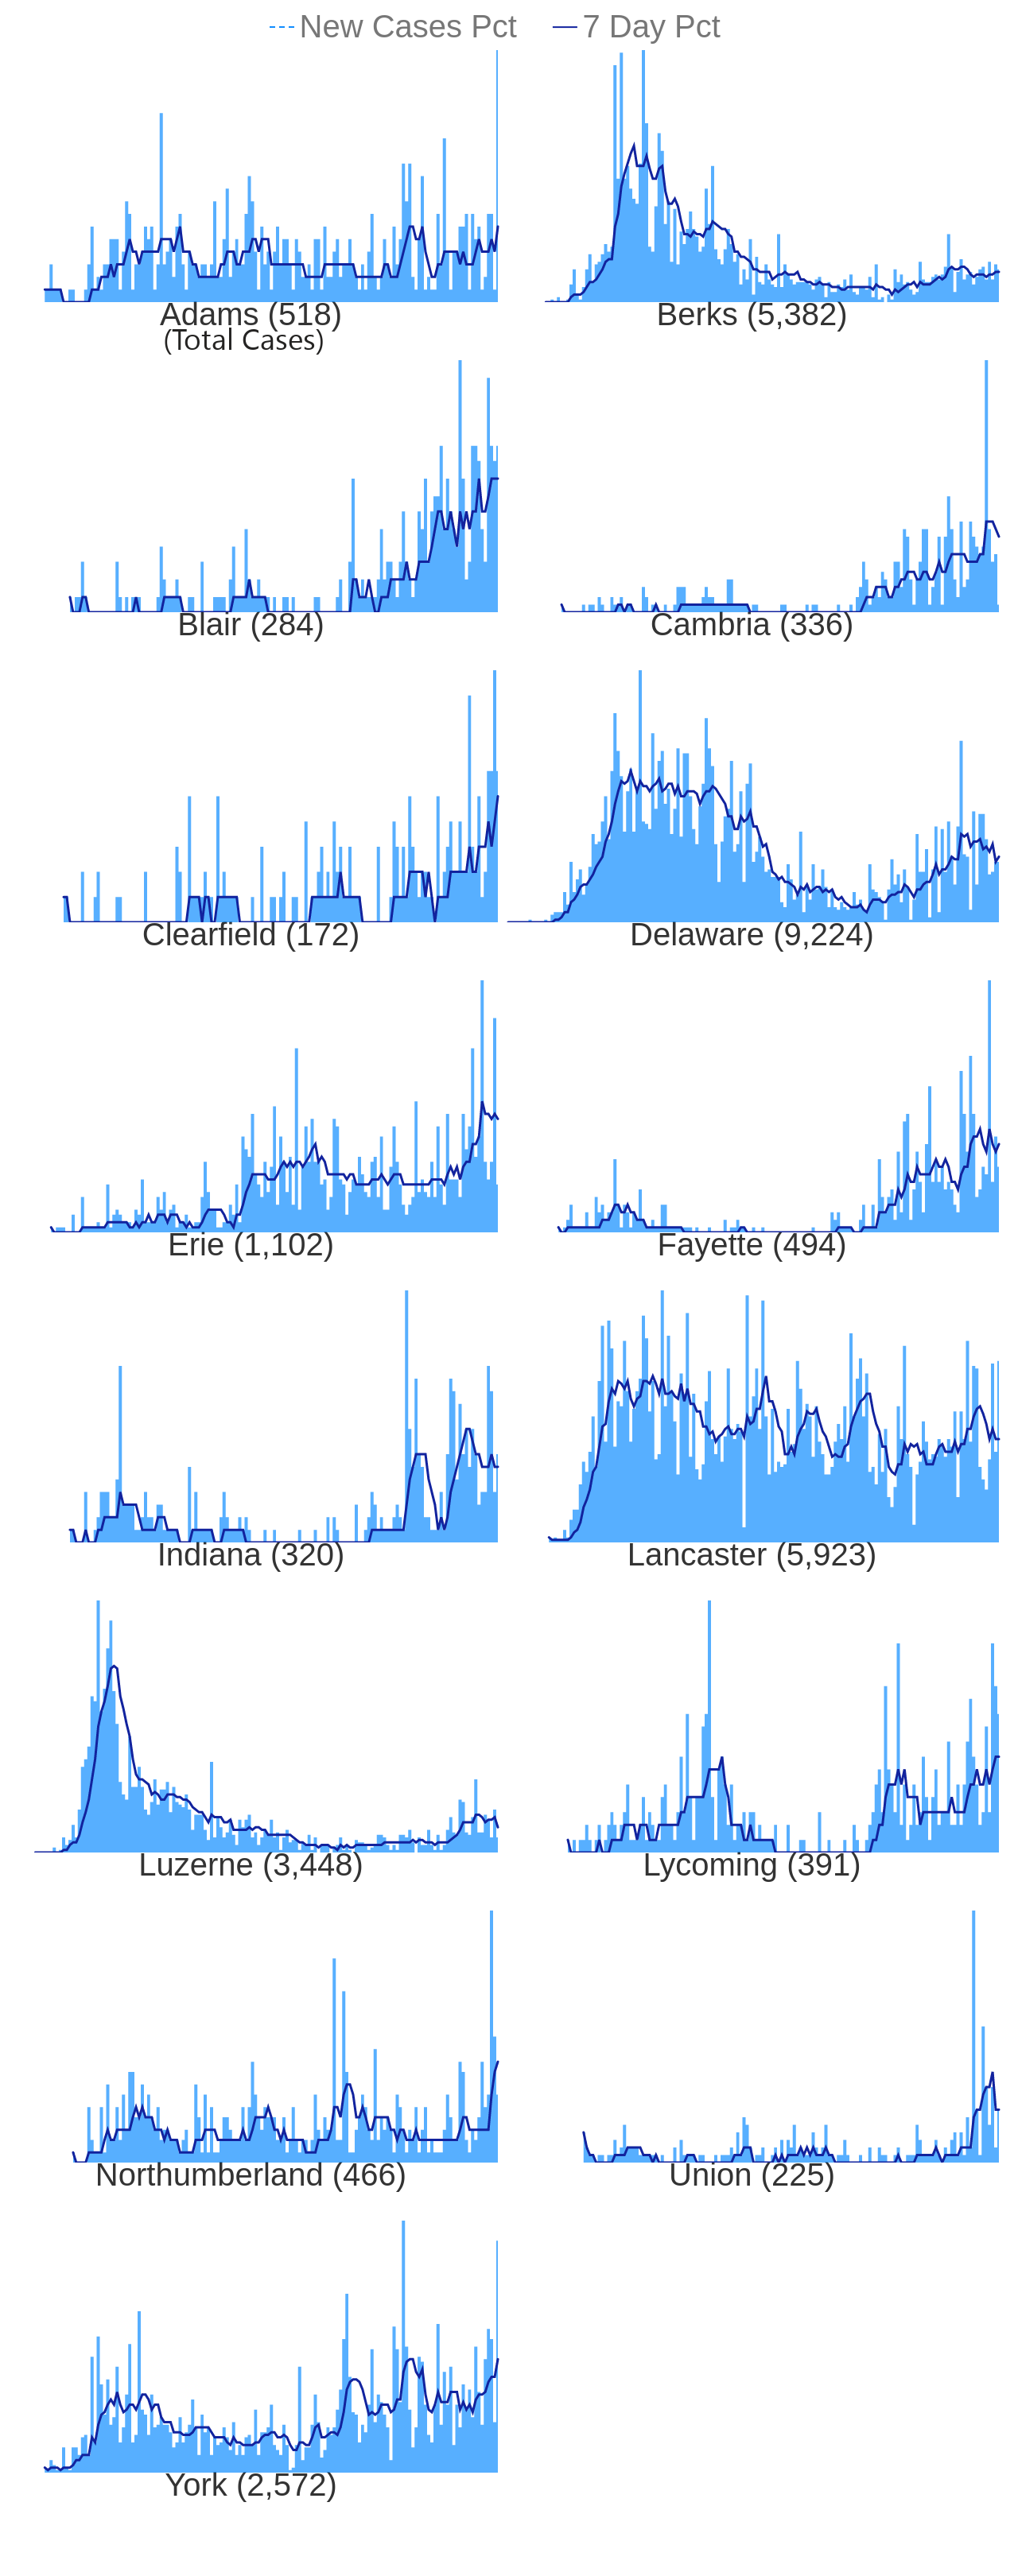 New Cases Pct 7 Day Pct
Adams (518) Berks (5,382)
(Total Cases)
Blair (284) Cambria (336)
Clearfield (172) Delaware (9,224)
Erie (1,102) Fayette (494)
Indiana (320) Lancaster (5,923)
Luzerne (3,448) Lycoming (391)
Northumberland (466) Union (225)
York (2,572)